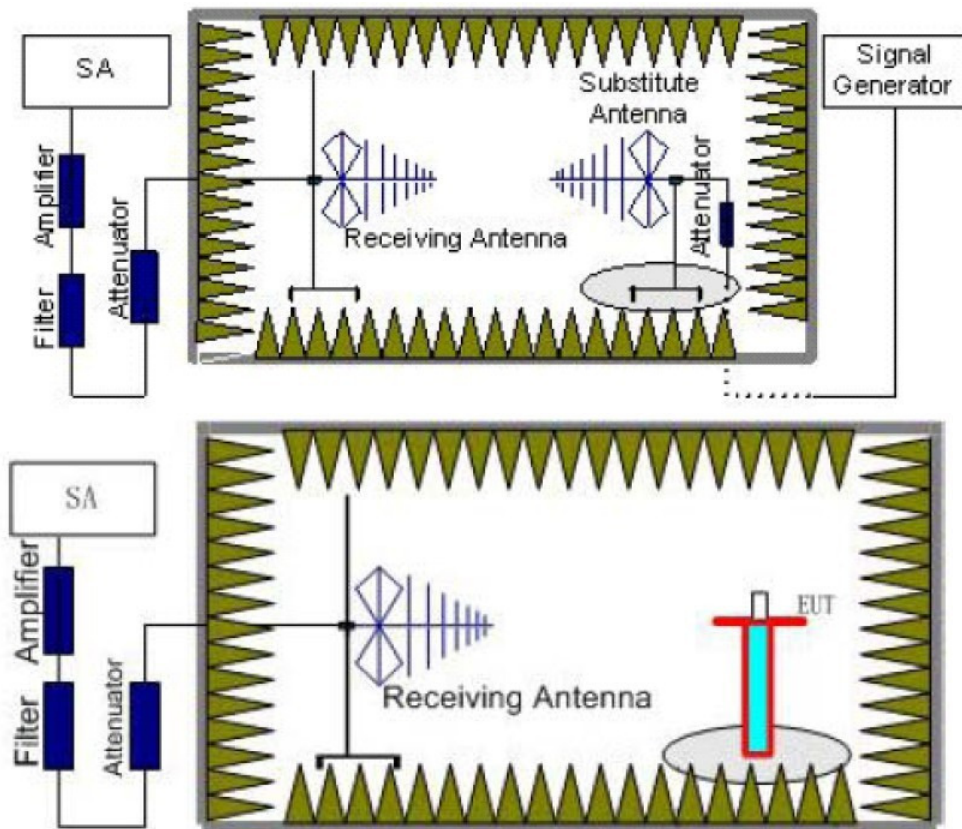 SA
Signal
Generator
Substitute
Antenna
Amplifier
Attenuator
Attenuator
Receiving Antenna
Filter
SA
Amplifier
EUT
Receiving Antenna
Filter
Attenuator